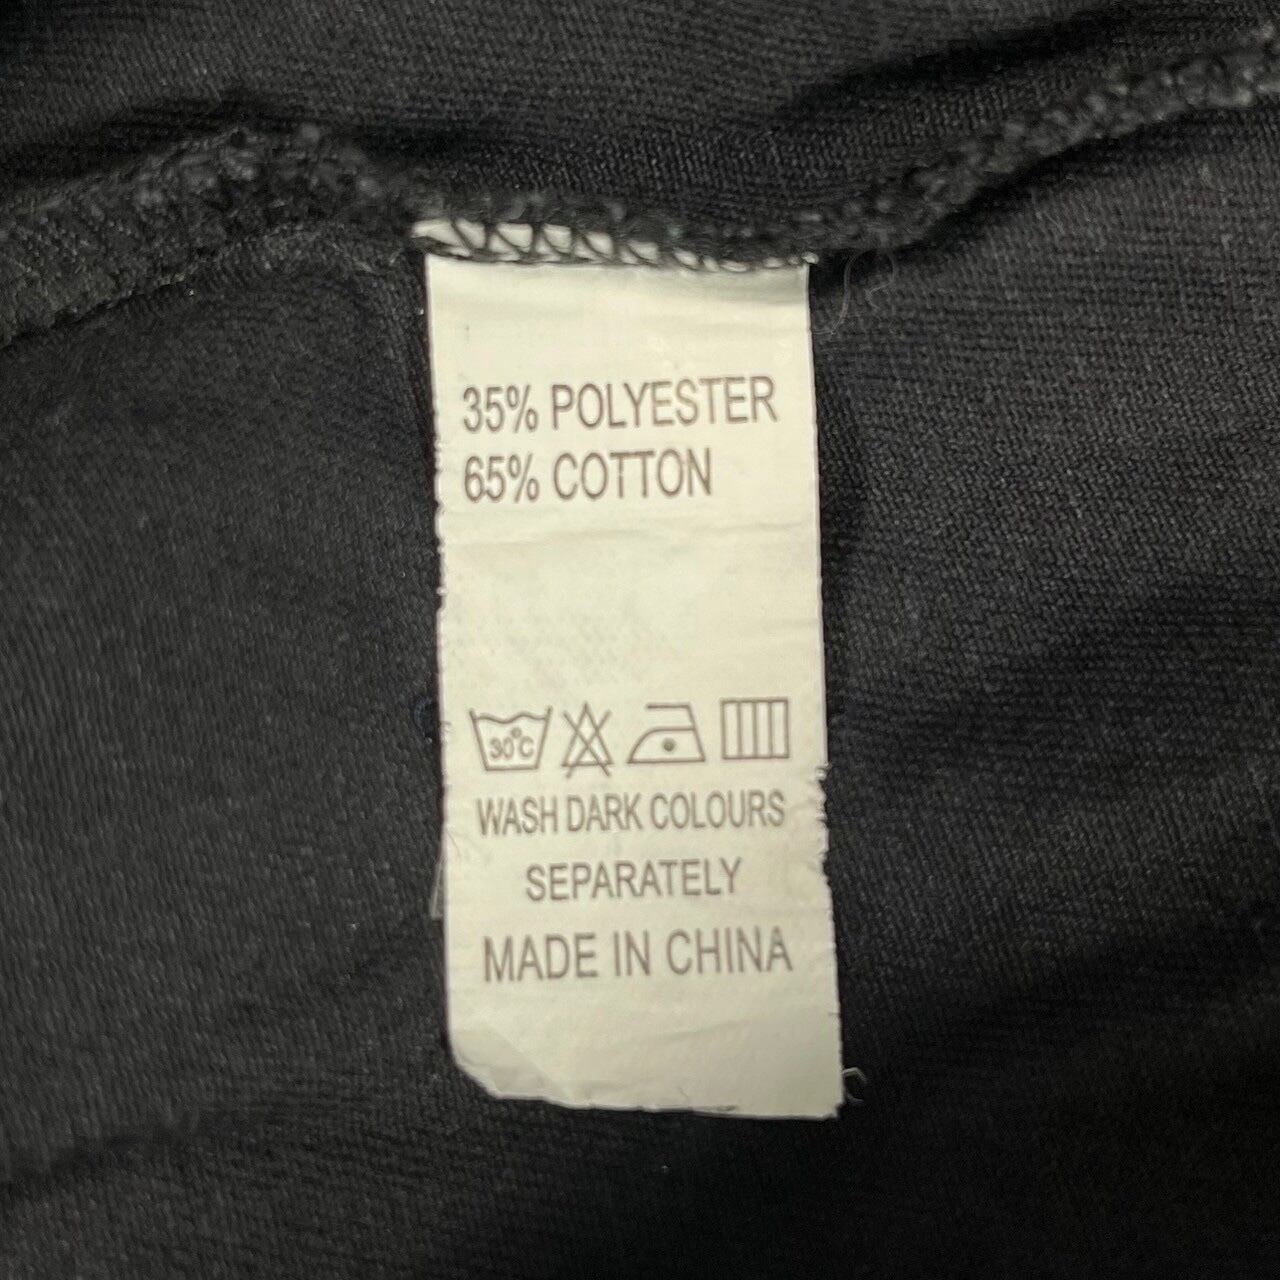 35% POLYESTER
65% COTTON
30°C
WASH DARK COLOURS
SEPARATELY
MADE IN CHINA